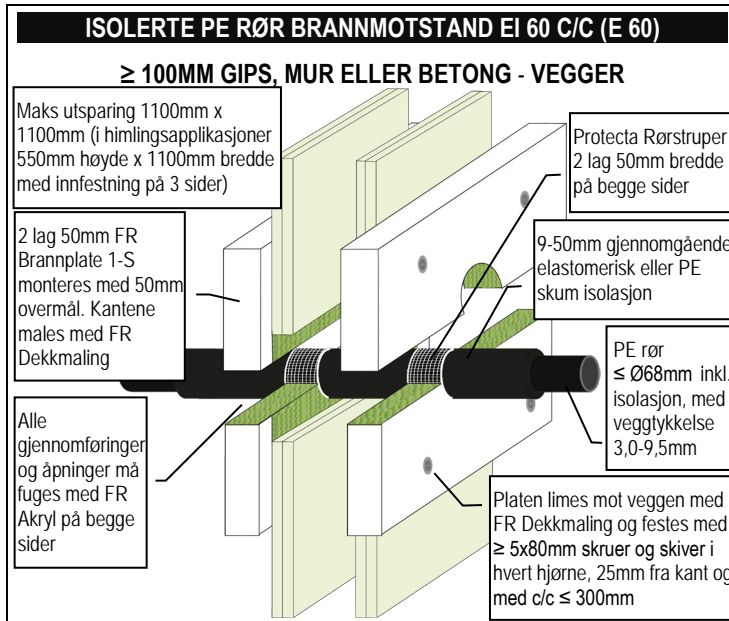 ISOLERTE PE RØR BRANNMOTSTAND EI 60 C/C (E 60)
≥ 100MM GIPS, MUR ELLER BETONG - VEGGER
Maks utsparing 1100mm x
1100mm (i himlingsapplikasjoner
550mm høyde x 1100mm bredde
med innfestning på 3 sider)
2 lag 50mm FR
Brannplate 1-S
monteres med 50mm
overmål. Kantene
males med FR
Dekkmaling
Alle
gjennomføringer
og åpninger må
fuges med FR
Akryl på begge
sider
Protecta Rørstruper
2 lag 50mm bredde
på begge sider
9-50mm gjennomgående
elastomerisk eller PE
skum isolasjon
PE rør
≤ Ø68mm inkl.
isolasjon, med
veggtykkelse
3,0-9,5mm
Platen limes mot veggen med
FR Dekkmaling og festes med
≥ 5x80mm skruer og skiver i
hvert hjørne, 25mm fra kant og
med c/c ≤ 300mm